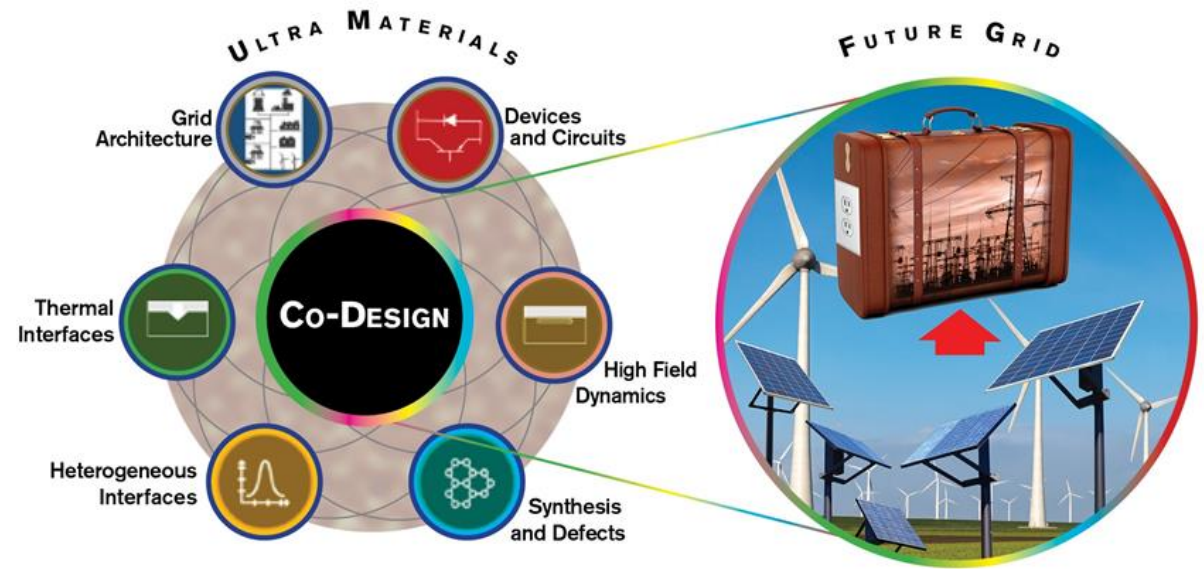 ULTRA MATERIALS
FUTURE GRID
Grid
Architecture
Devices
and Circuits
Thermal
Interfaces
CO-DESIGN
High Field
Dynamics
Heterogeneous
Interfaces
Synthesis
and Defects